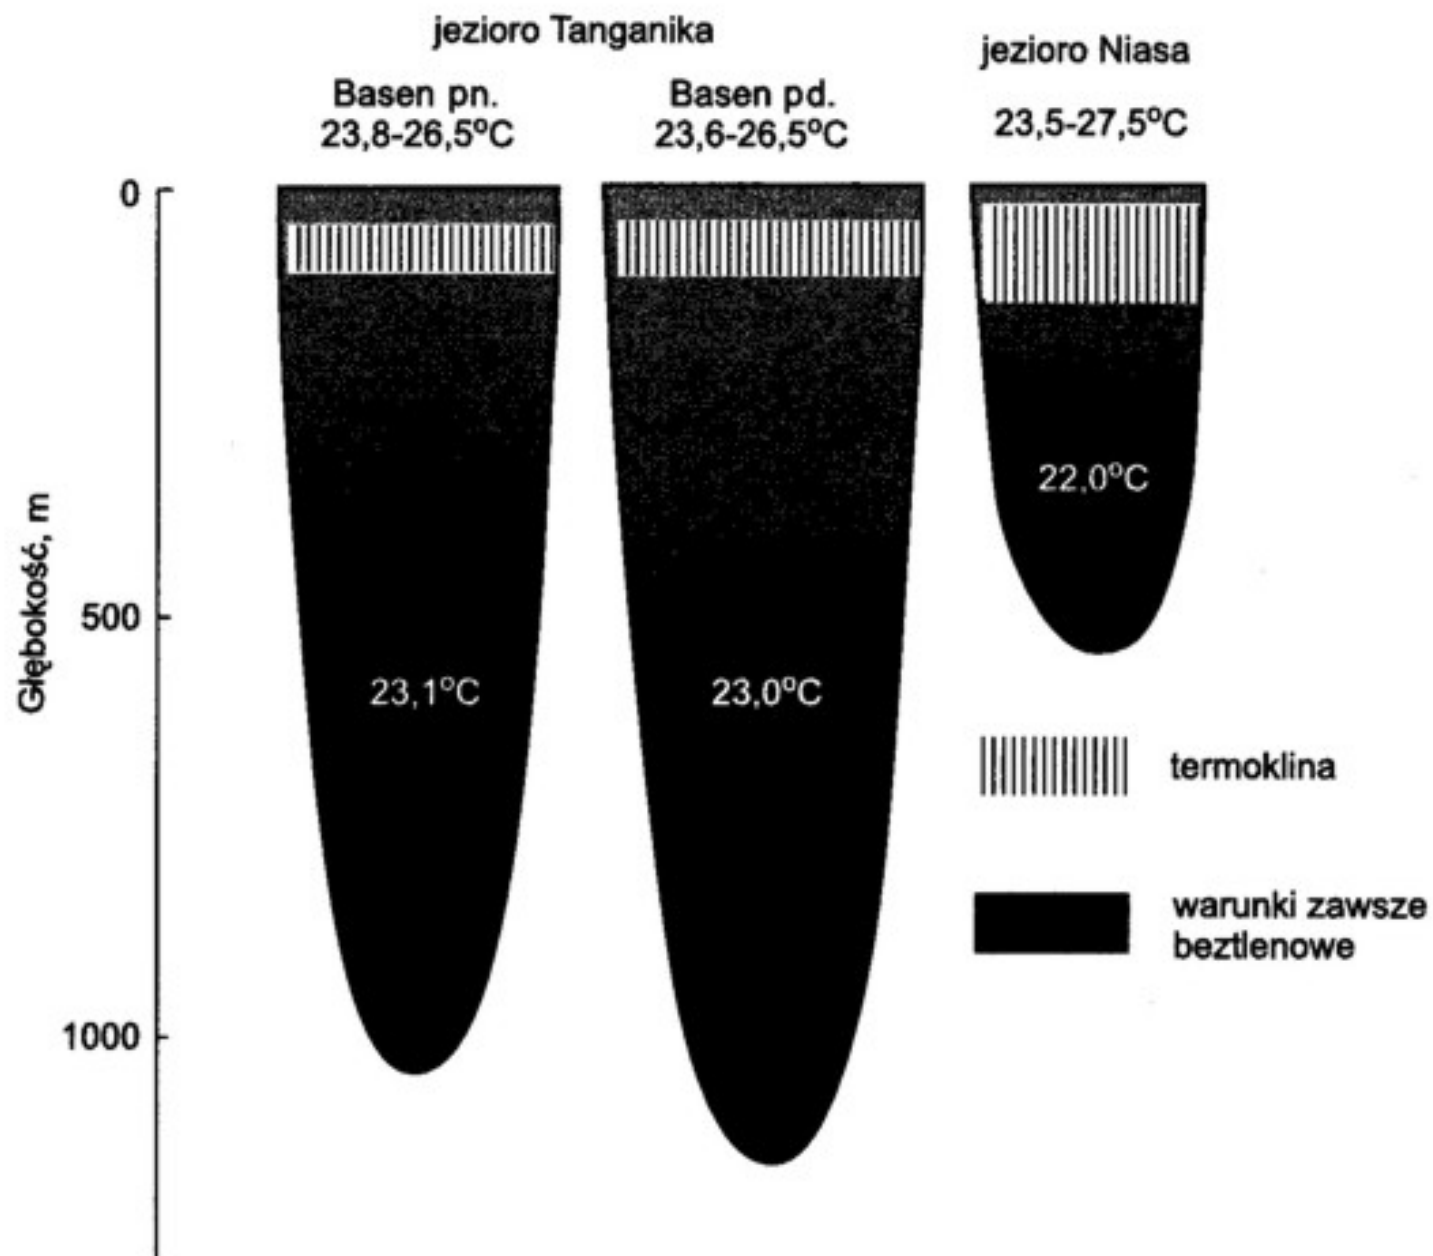 jezioro Tanganika
jezioro Niasa
Basen pn.
23,8-26,5°C
Basen pd.
23,6-26,5°C
23,5-27,5°C
0
500
1000
Głębokość, m
23,1°C
23,0°C
22,0°C
termoklina
warunki zawsze
beztlenowe